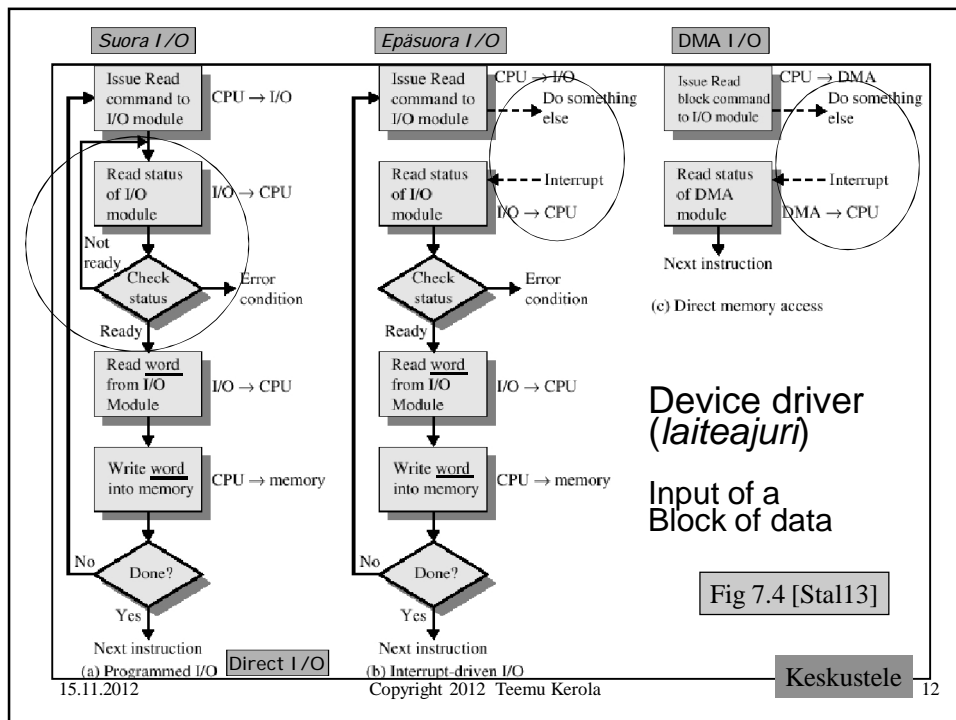 Suora I/O
Issue Read
command to
I/O module
CPU → I/O
Read status
of I/O
module
I/O → CPU
Not
ready
Check
status
Error
condition
Ready
Read word
from I/O
Module
I/O → CPU
Write word
into memory
CPU → memory
No
Done?
Yes
Next instruction
(a) Programmed I/O
Direct I/O
Epäsuora I/O
Issue Read
command to
I/O module
CPU → I/O
Do something
else
Read status
of I/O
module
Interrupt
I/O → CPU
Check
status
Error
condition
Ready
Read word
from I/O
Module
I/O → CPU
Write word
into memory
CPU → memory
No
Done?
Yes
Next instruction
(b) Interrupt-driven I/O
DMA I/O
Issue Read
block command
to I/O module
CPU → DMA
Do something
else
Read status
of DMA
module
Interrupt
DMA → CPU
Next instruction
(c) Direct memory access
Device driver
(laiteajuri)
Input of a
Block of data
Fig 7.4 [Stal13]
Keskustele
15.11.2012
Copyright 2012 Teemu Kerola
12